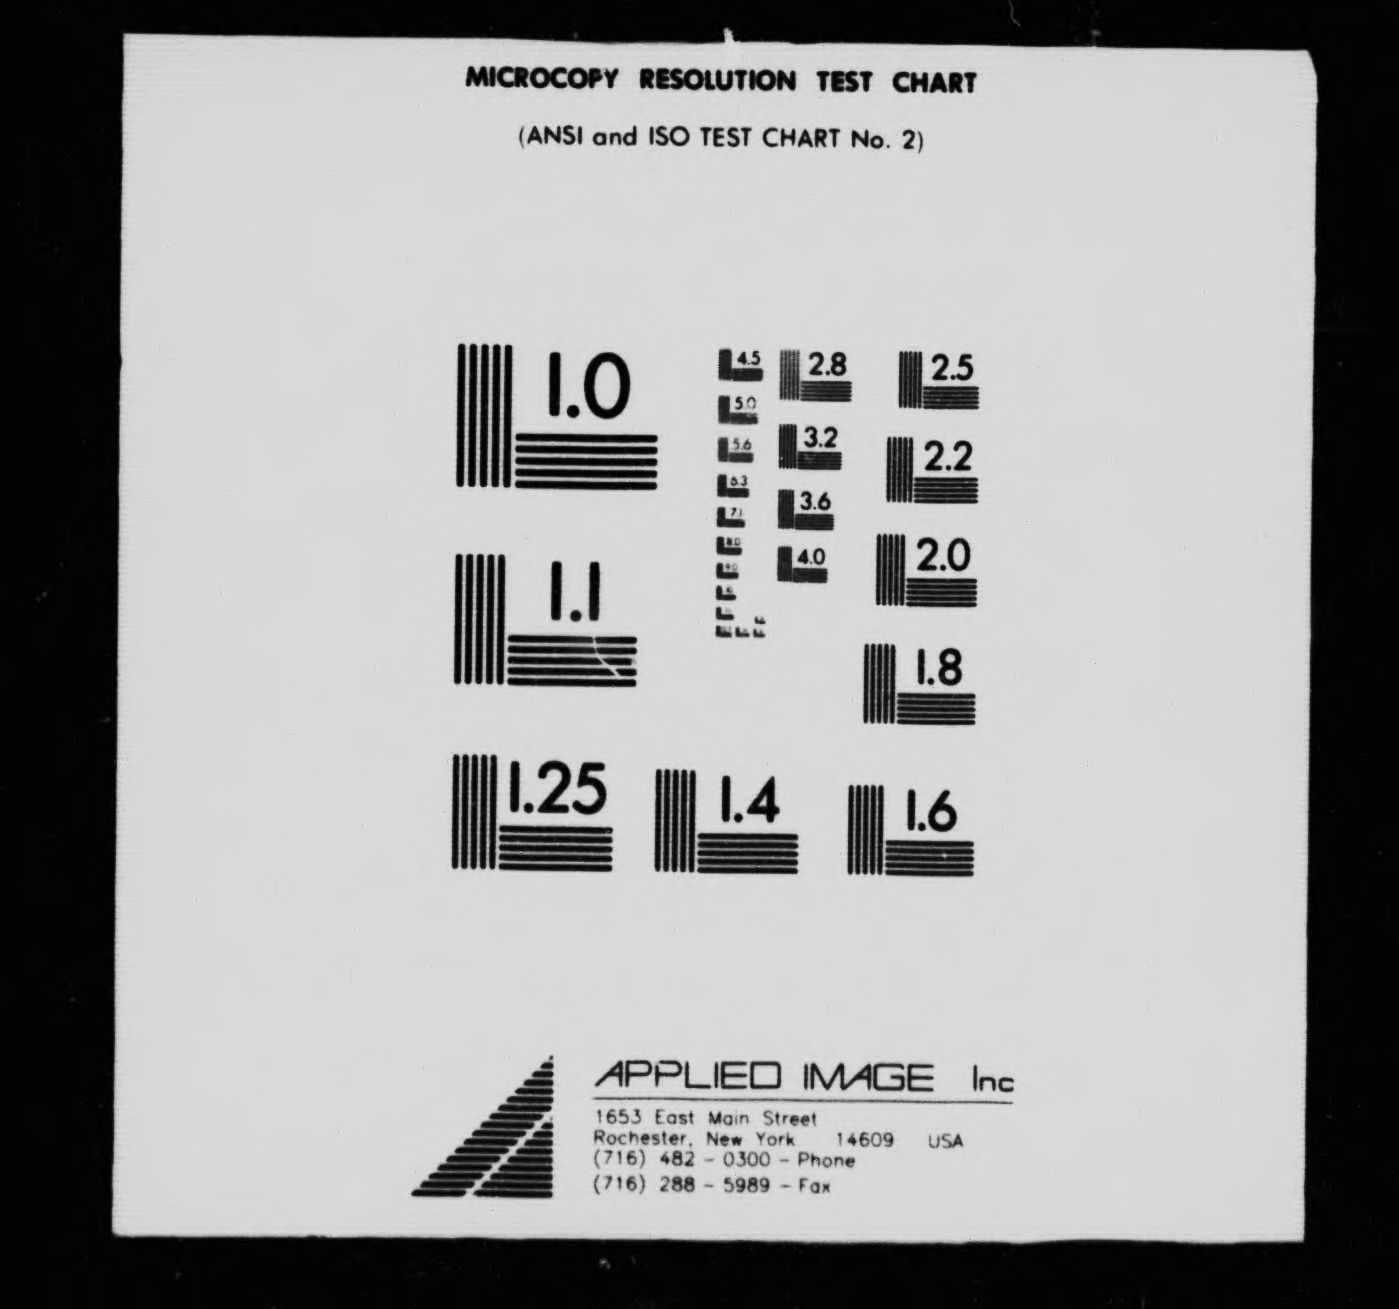 MICROCOPY RESOLUTION TEST CHART
(ANSI and ISO TEST CHART No. 2)
1.0
4.5
2.8
2.5
5.0
3.2
2.2
5.6
6.3
3.6
7.1
2.0
8.0
4.0
9.0
1.1
1.8
1.25
1.4
1.6
APPLIED IMAGE Inc
1653 East Main Street
Rochester, New York 14609 USA
(716) 482 - 0300 - Phone
(716) 288 - 5989 - Fax